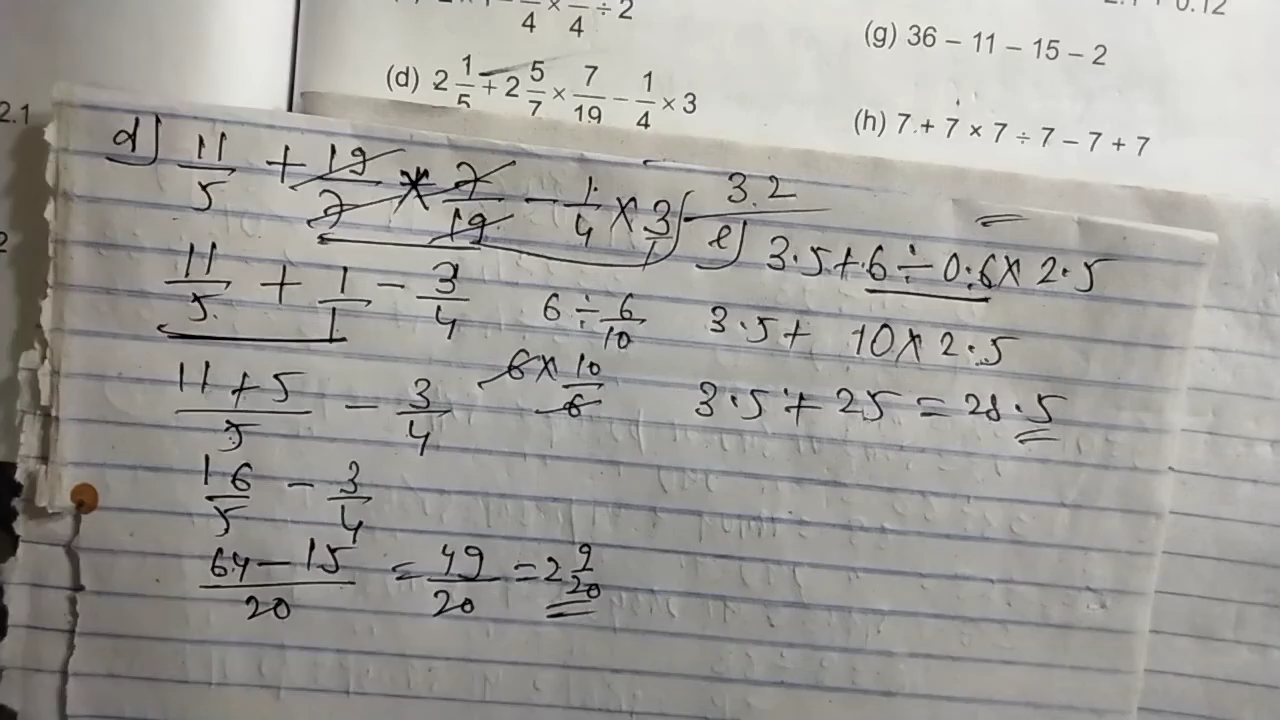 4 × 4 ÷ 2
(g) 36 – 11 – 15 – 2
(d) 2 1/5 + 2 5/7 × 7/19 – 1/4 × 3
(h) 7 + 7 × 7 ÷ 7 – 7 + 7
2.1
d) 11/5 + 19/7 × 7/19 - 1/4 × 3/1
3.2
e) 3.5 + 6 ÷ 0.6 × 2.5
11/5 + 1/1 - 3/4
6 ÷ 6/10
3.5 + 10 × 2.5
11 + 5/5 - 3/4
6 × 10/6
3.5 + 25 = 28.5
16/5 - 3/4
64 - 15/20 = 49/20 = 2 9/20